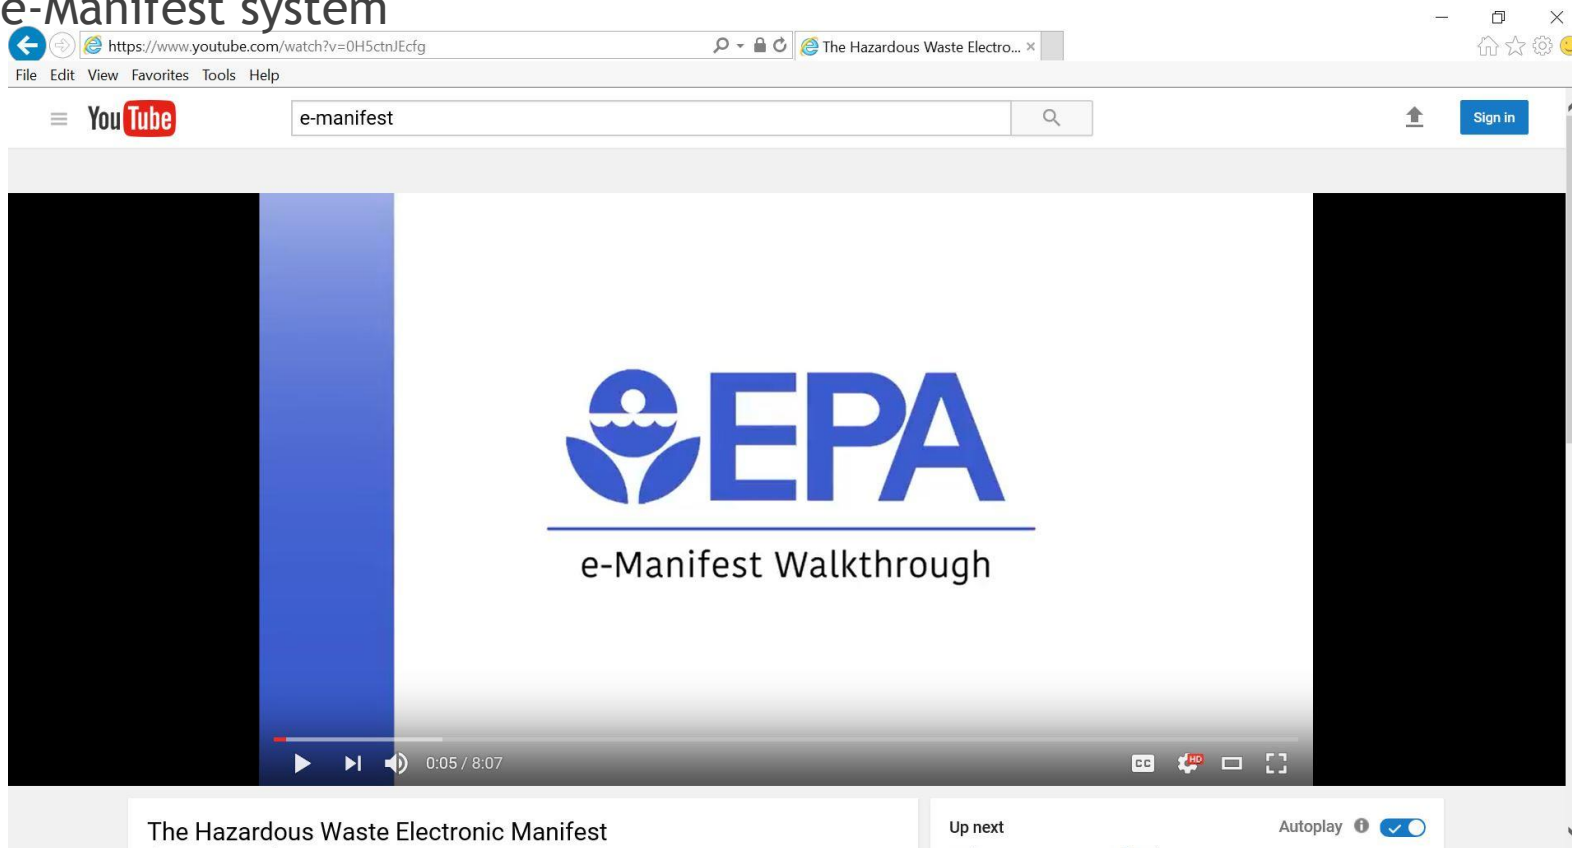 e-Manifest system
https://www.youtube.com/watch?v=0H5ctnJEcfg
The Hazardous Waste Electro...
File Edit View Favorites Tools Help
YouTube
e-manifest
Sign in
EPA
e-Manifest Walkthrough
0:05 / 8:07
CC
HD
The Hazardous Waste Electronic Manifest
Up next
Autoplay